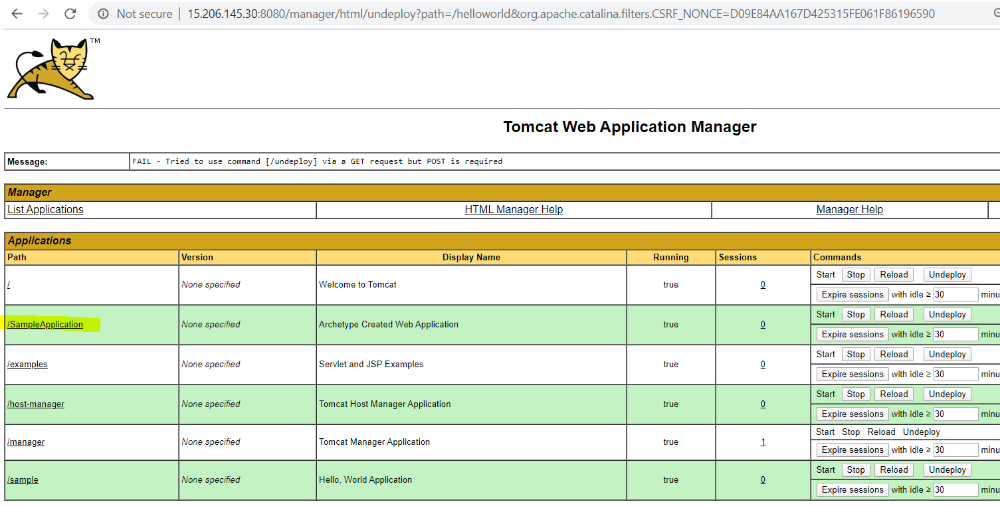 Not secure | 15.206.145.30:8080/manager/html/undeploy?path=/helloworld&org.apache.catalina.filters.CSRF_NONCE=D09E84AA167D425315FE061F86196590
TM
Tomcat Web Application Manager
Message: FAIL - Tried to use command [/undeploy] via a GET request but POST is required
Manager
List Applications HTML Manager Help Manager Help
Applications
Path Version Display Name Running Sessions Commands
/ None specified Welcome to Tomcat true 0 Start Stop Reload Undeploy
Expire sessions with idle ≥ 30 minu
/SampleApplication None specified Archetype Created Web Application true 0 Start Stop Reload Undeploy
Expire sessions with idle ≥ 30 minu
/examples None specified Servlet and JSP Examples true 0 Start Stop Reload Undeploy
Expire sessions with idle ≥ 30 minu
/host-manager None specified Tomcat Host Manager Application true 0 Start Stop Reload Undeploy
Expire sessions with idle ≥ 30 minu
/manager None specified Tomcat Manager Application true 1 Start Stop Reload Undeploy
Expire sessions with idle ≥ 30 minu
/sample None specified Hello, World Application true 0 Start Stop Reload Undeploy
Expire sessions with idle ≥ 30 minu